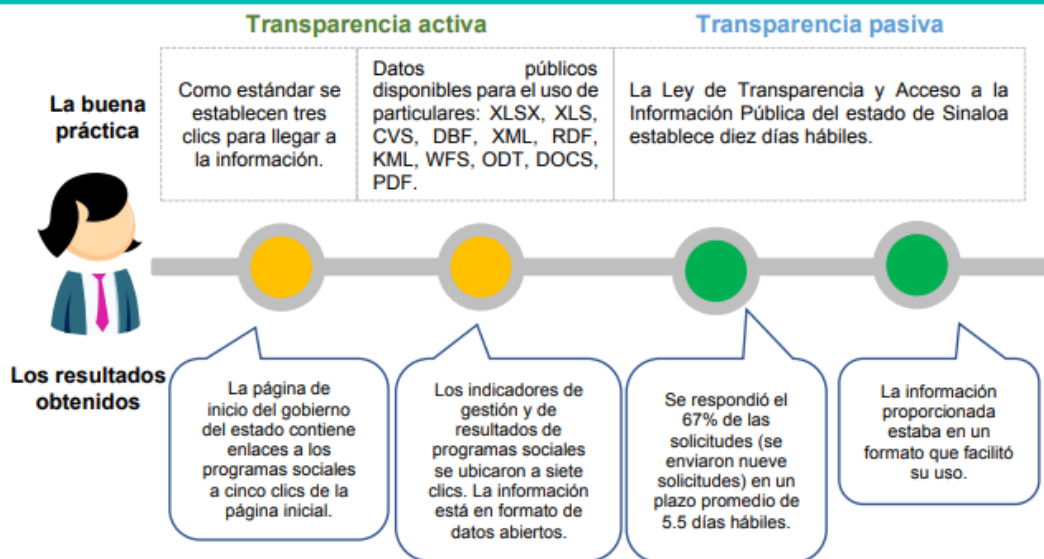 Transparencia activa
Transparencia pasiva
La buena
práctica
Como estándar se
establecen tres
clics para llegar a
la información.
Datos públicos
disponibles para el uso de
particulares: XLSX, XLS,
CVS, DBF, XML, RDF,
KML, WFS, ODT, DOCS,
PDF.
La Ley de Transparencia y Acceso a la
Información Pública del estado de Sinaloa
establece diez días hábiles.
Los resultados
obtenidos
La página de
inicio del gobierno
del estado contiene
enlaces a los
programas sociales
a cinco clics de la
página inicial.
Los indicadores de
gestión y de
resultados de
programas sociales
se ubicaron a siete
clics. La información
está en formato de
datos abiertos.
Se respondió el
67% de las
solicitudes (se
enviaron nueve
solicitudes) en un
plazo promedio de
5.5 días hábiles.
La información
proporcionada
estaba en un
formato que facilitó
su uso.